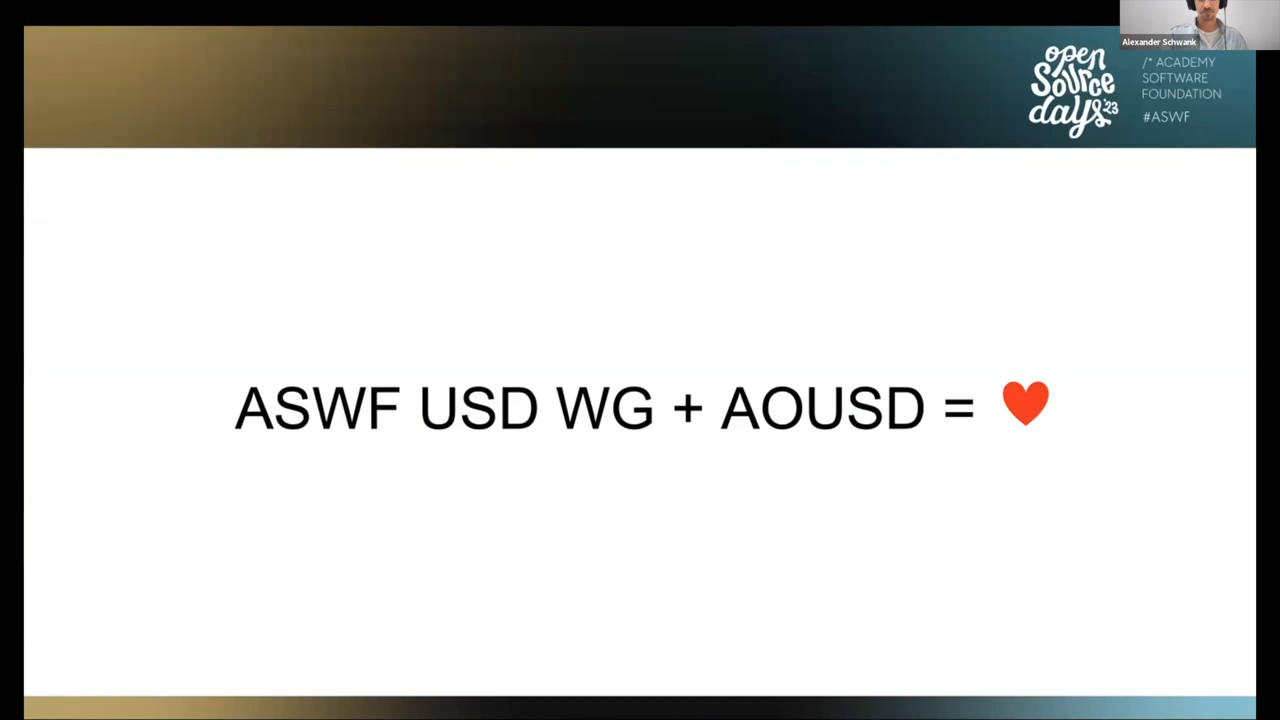 Alexander Schwank
open
source
days '23
/* ACADEMY
SOFTWARE
FOUNDATION
#ASWF
ASWF USD WG + AOUSD = ❤️